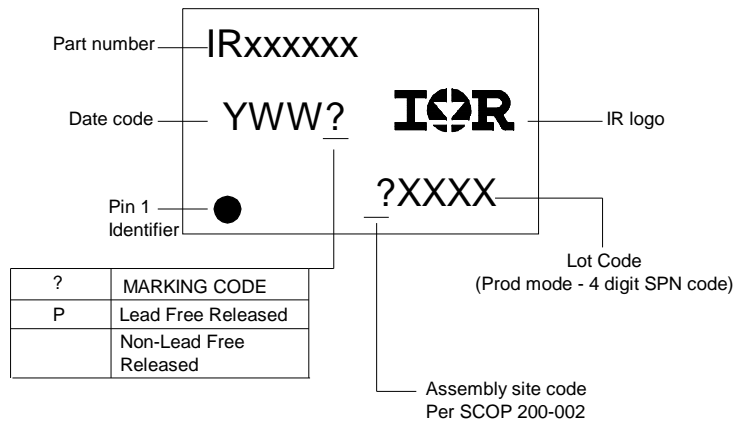 Part number
IRxxxxxx
Date code
YWW?
IOR
IR logo
?XXXX
Pin 1
Identifier
Lot Code
(Prod mode - 4 digit SPN code)
? MARKING CODE
P Lead Free Released
Non-Lead Free
Released
Assembly site code
Per SCOP 200-002